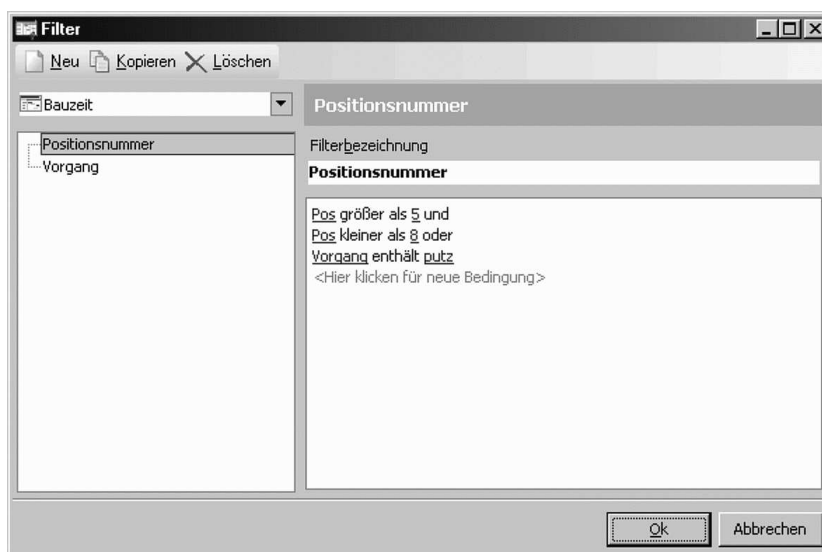 Filter
Neu Kopieren Löschen
Bauzeit
Positionsnummer
Vorgang
Positionsnummer
Filterbezeichnung
Positionsnummer
Pos größer als 5 und
Pos kleiner als 8 oder
Vorgang enthält putz
<Hier klicken für neue Bedingung>
Ok Abbrechen